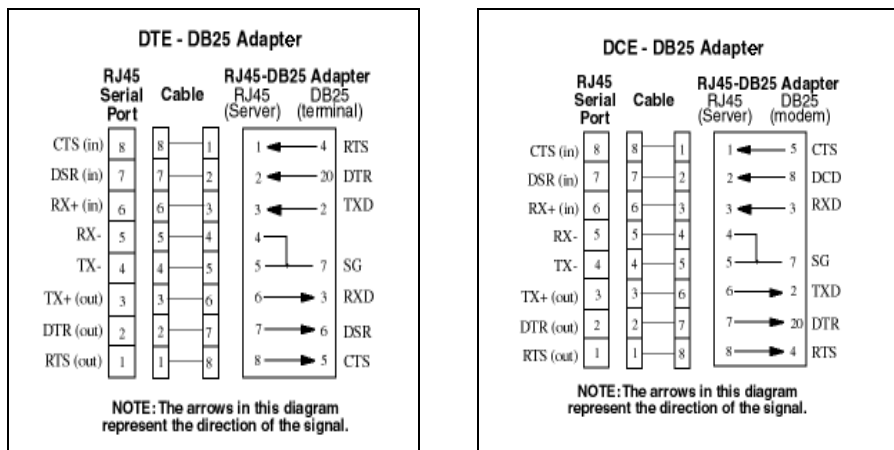 DTE - DB25 Adapter
RJ45 Serial Port
Cable
RJ45-DB25 Adapter
RJ45 (Server)
DB25 (terminal)
CTS (in) 8 8 1 1 4 RTS
DSR (in) 7 7 2 2 20 DTR
RX+ (in) 6 6 3 3 2 TXD
RX- 5 5 4 4
TX- 4 4 5 5 7 SG
TX+ (out) 3 3 6 6 3 RXD
DTR (out) 2 2 7 7 6 DSR
RTS (out) 1 1 8 8 5 CTS
NOTE: The arrows in this diagram
represent the direction of the signal.
DCE - DB25 Adapter
RJ45 Serial Port
Cable
RJ45-DB25 Adapter
RJ45 (Server)
DB25 (modem)
CTS (in) 8 8 1 1 5 CTS
DSR (in) 7 7 2 2 8 DCD
RX+ (in) 6 6 3 3 3 RXD
RX- 5 5 4 4
TX- 4 4 5 5 7 SG
TX+ (out) 3 3 6 6 2 TXD
DTR (out) 2 2 7 7 20 DTR
RTS (out) 1 1 8 8 4 RTS
NOTE: The arrows in this diagram
represent the direction of the signal.